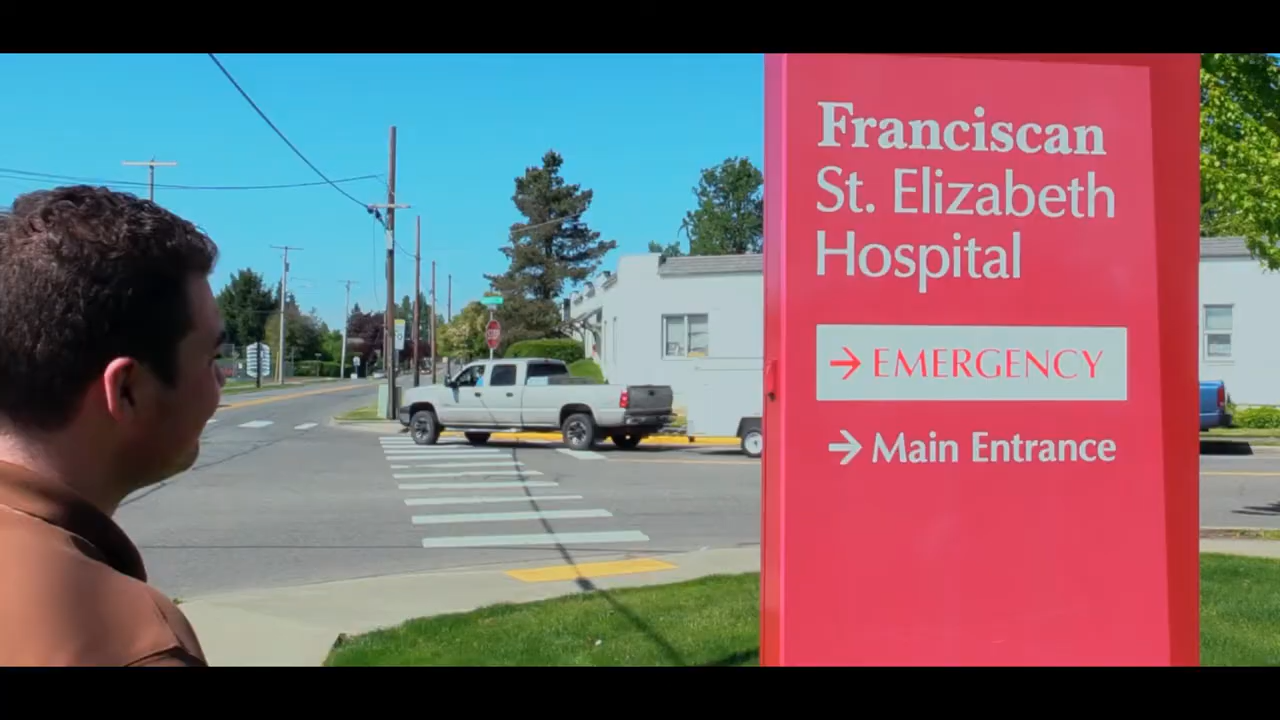 Franciscan
St. Elizabeth
Hospital
→ EMERGENCY
→ Main Entrance